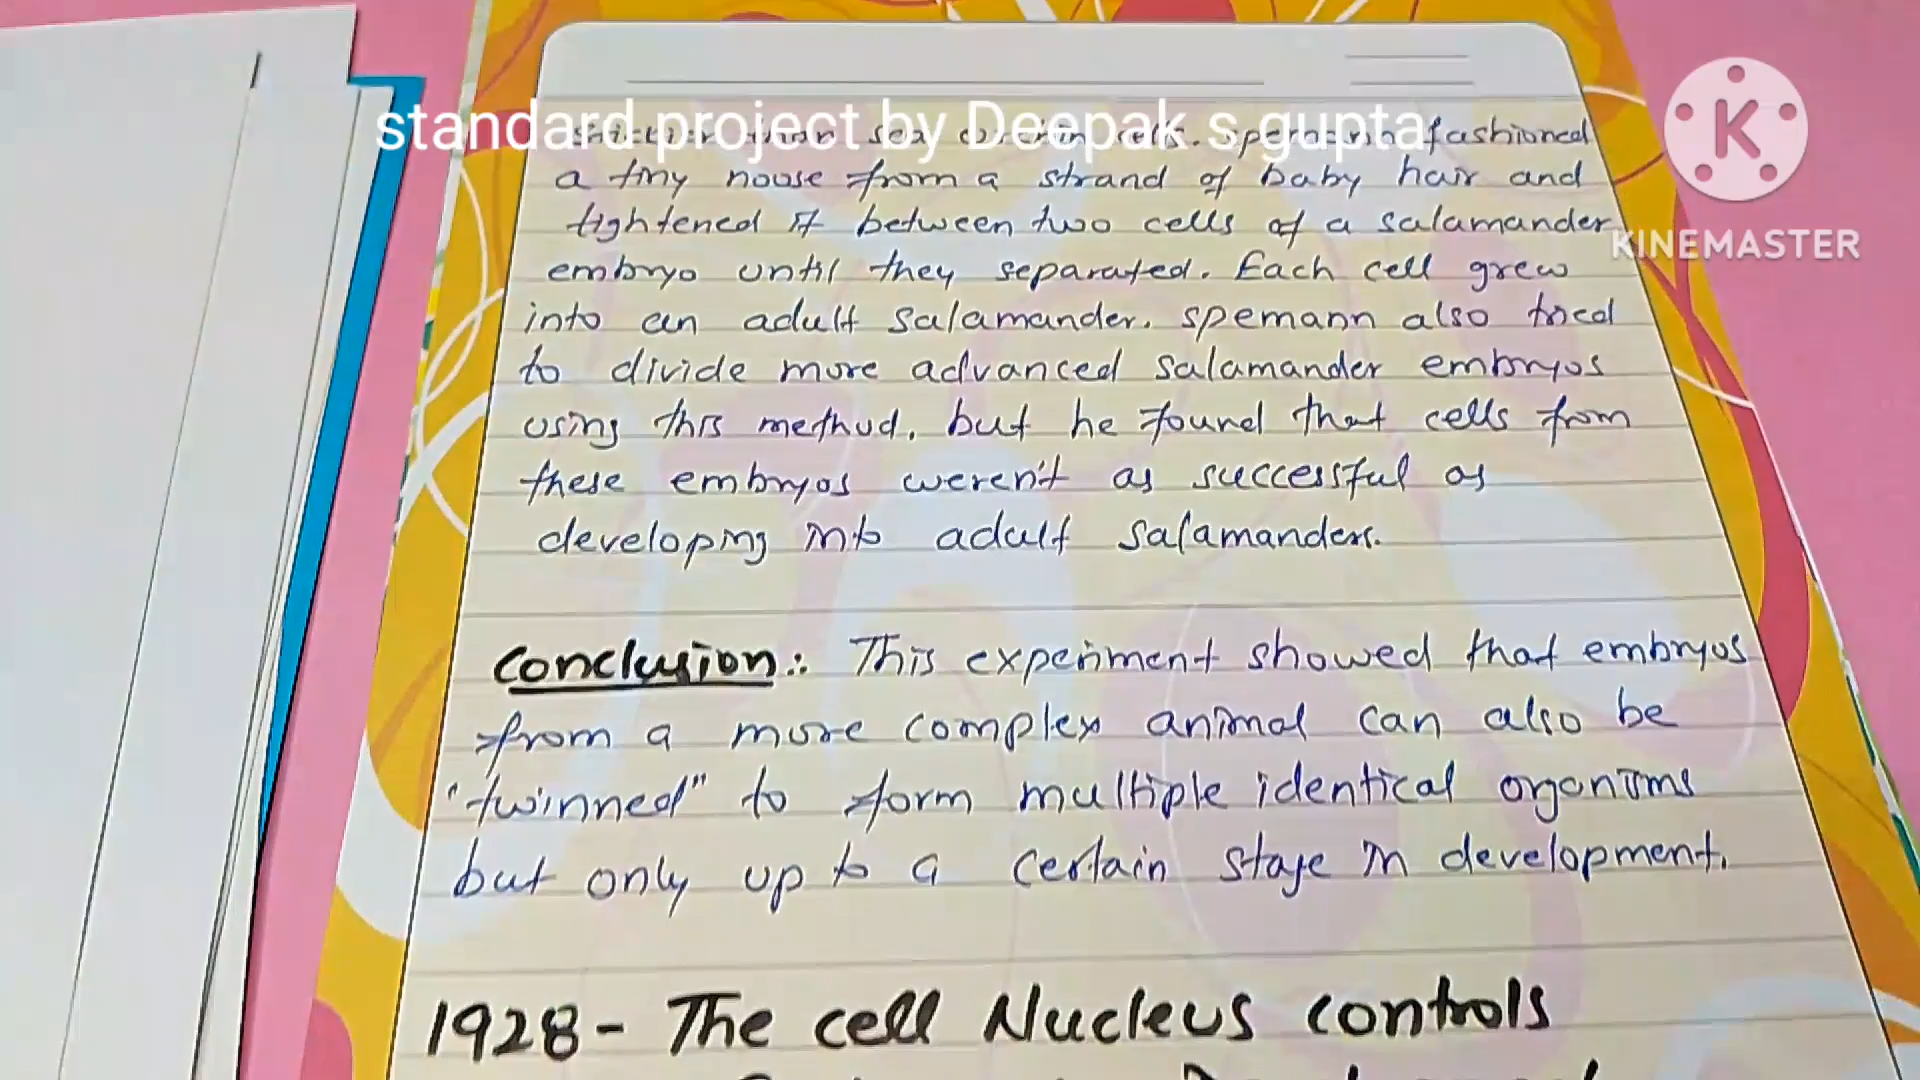 standard project by Deepak s gupta
K
KINEMASTER
than sea cells. fashioned
a tiny noose from a strand of baby hair and
tightened it between two cells of a salamander
embryo until they separated. Each cell grew
into an adult salamander. spemann also tried
to divide more advanced salamander embryos
using this method. but he found that cells from
these embryos weren't as successful as
developing into adult salamanders.
Conclusion:. This experiment showed that embryos
from a more complex animal can also be
"twinned" to form multiple identical organisms
but only up to a certain stage in development.
1928 - The cell Nucleus controls